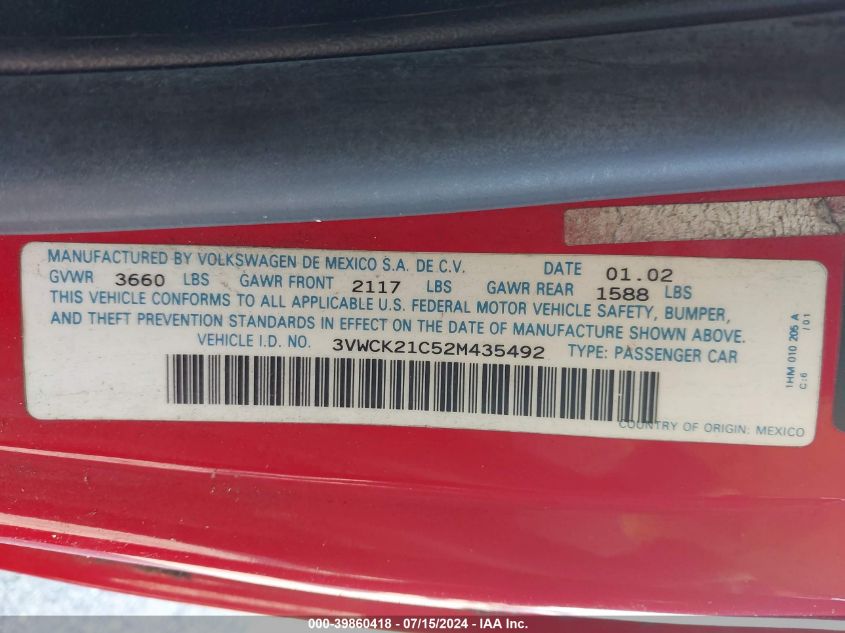 MANUFACTURED BY VOLKSWAGEN DE MEXICO S.A. DE C.V. DATE 01.02
GVWR 3660 LBS GAWR FRONT 2117 LBS GAWR REAR 1588 LBS
THIS VEHICLE CONFORMS TO ALL APPLICABLE U.S. FEDERAL MOTOR VEHICLE SAFETY, BUMPER,
AND THEFT PREVENTION STANDARDS IN EFFECT ON THE DATE OF MANUFACTURE SHOWN ABOVE.
VEHICLE I.D. NO. 3VWCK21C52M435492 TYPE: PASSENGER CAR
COUNTRY OF ORIGIN: MEXICO
1HM 010 205 A
C:6 / 01
000-39860418 - 07/15/2024 - IAA Inc.